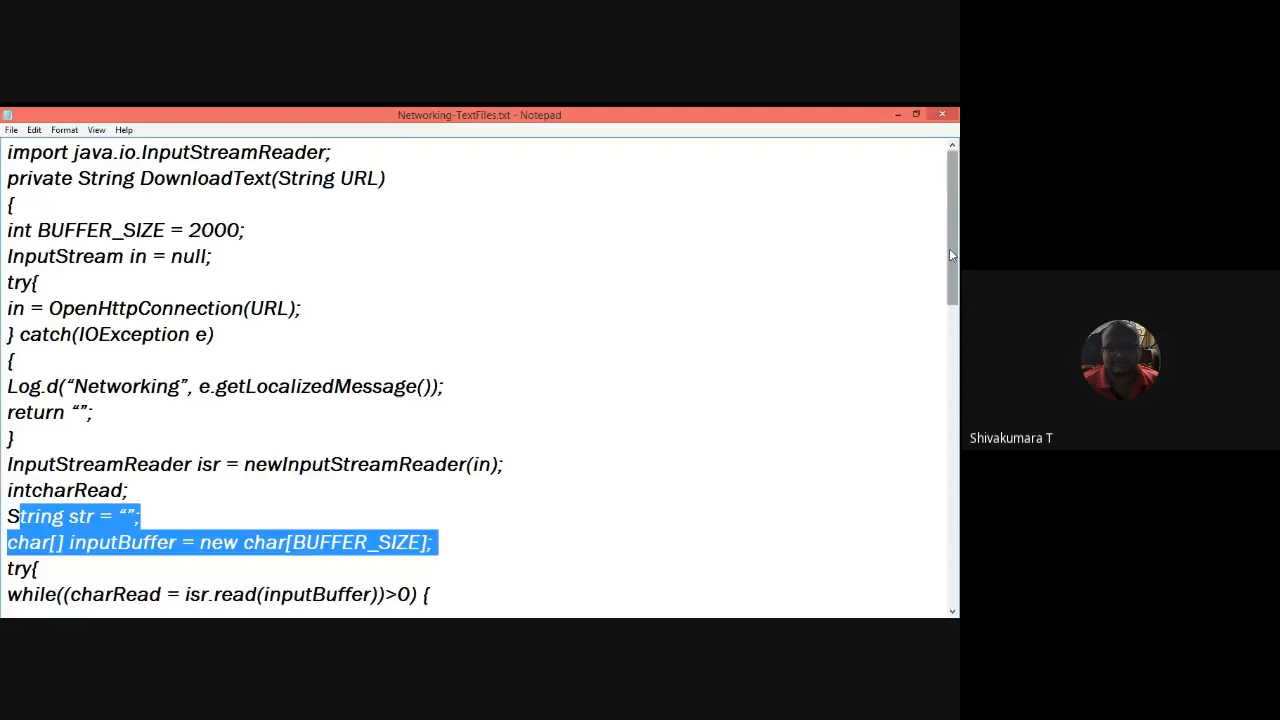 Networking-TextFiles.txt - Notepad
File Edit Format View Help
import java.io.InputStreamReader;
private String DownloadText(String URL)
{
int BUFFER_SIZE = 2000;
InputStream in = null;
try{
in = OpenHttpConnection(URL);
} catch(IOException e)
{
Log.d(“Networking”, e.getLocalizedMessage());
return “”;
}
InputStreamReader isr = newInputStreamReader(in);
intcharRead;
String str = “”;
char[] inputBuffer = new char[BUFFER_SIZE];
try{
while((charRead = isr.read(inputBuffer))>0) {
Shivakumara T